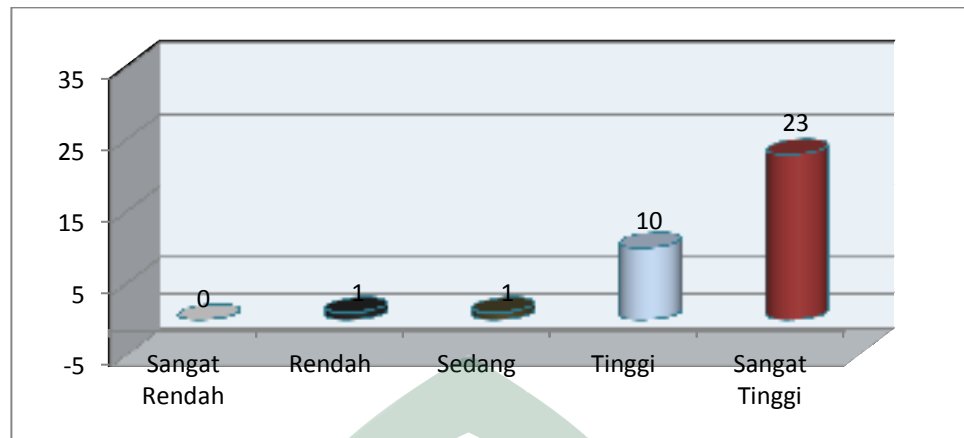 35
25
15
5
-5
0
1
1
10
23
Sangat Rendah
Rendah
Sedang
Tinggi
Sangat Tinggi